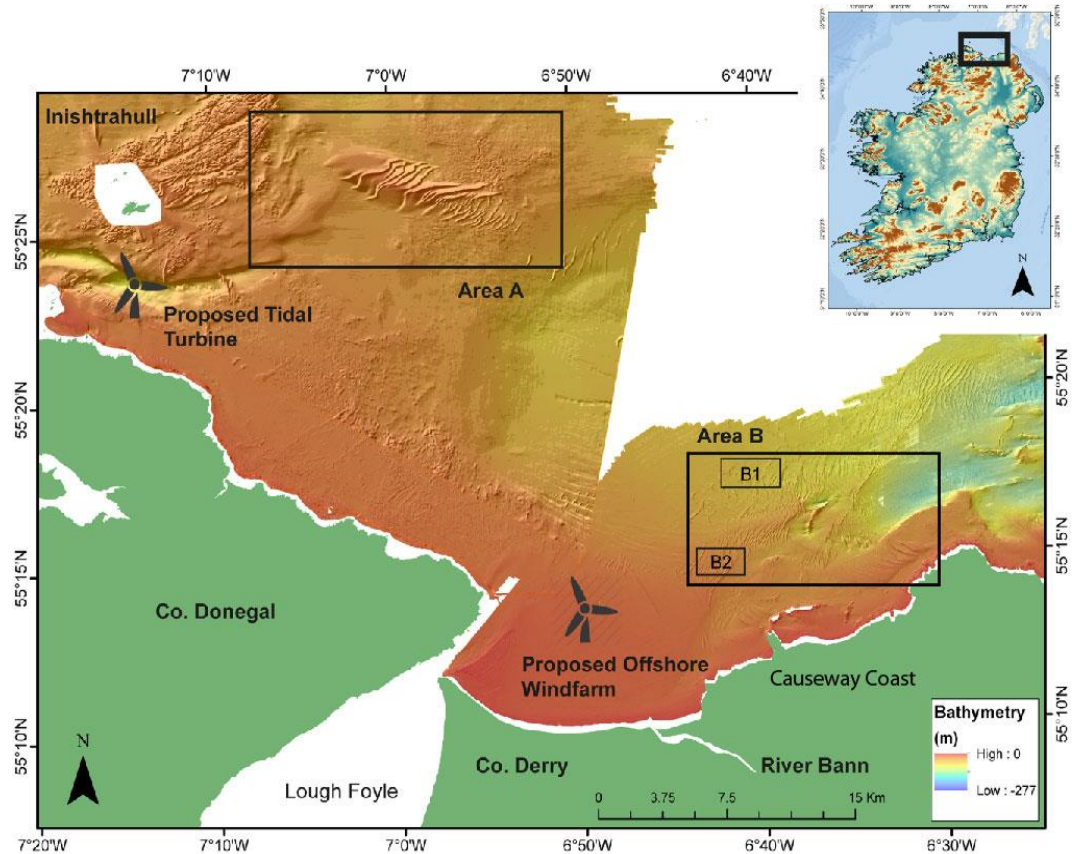 7°10'W
7°0'W
6°50'W
6°40'W
Inishtrahull
55°25'N
Area A
Proposed Tidal
Turbine
N
55°20'N
55°20'N
Area B
B1
B2
55°15'N
55°15'N
Co. Donegal
Proposed Offshore
Windfarm
Causeway Coast
55°10'N
55°10'N
Bathymetry
(m)
High : 0
Low : -277
N
Co. Derry
River Bann
Lough Foyle
0 3.75 7.5 15 Km
7°20'W
7°10'W
7°0'W
6°50'W
6°40'W
6°30'W